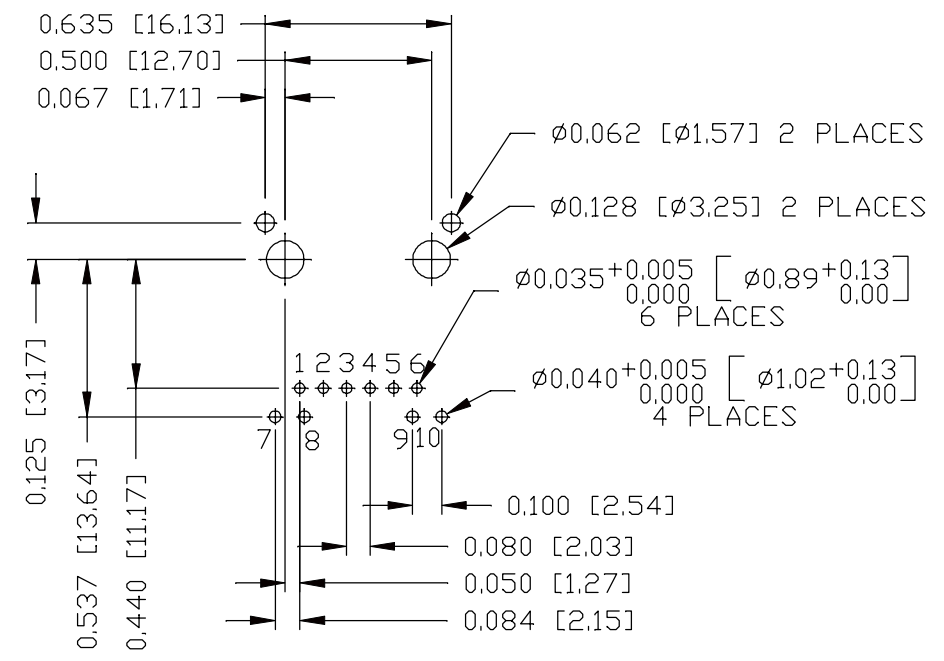 0.635 [16.13]
0.500 [12.70]
0.067 [1.71]
Ø0.062 [Ø1.57] 2 PLACES
Ø0.128 [Ø3.25] 2 PLACES
Ø0.035+0.005 0.000 [Ø0.89+0.13 0.00]
6 PLACES
1 2 3 4 5 6
Ø0.040+0.005 0.000 [Ø1.02+0.13 0.00]
4 PLACES
7 8 9 10
0.125 [3.17]
0.537 [13.64]
0.440 [11.17]
0.100 [2.54]
0.080 [2.03]
0.050 [1.27]
0.084 [2.15]